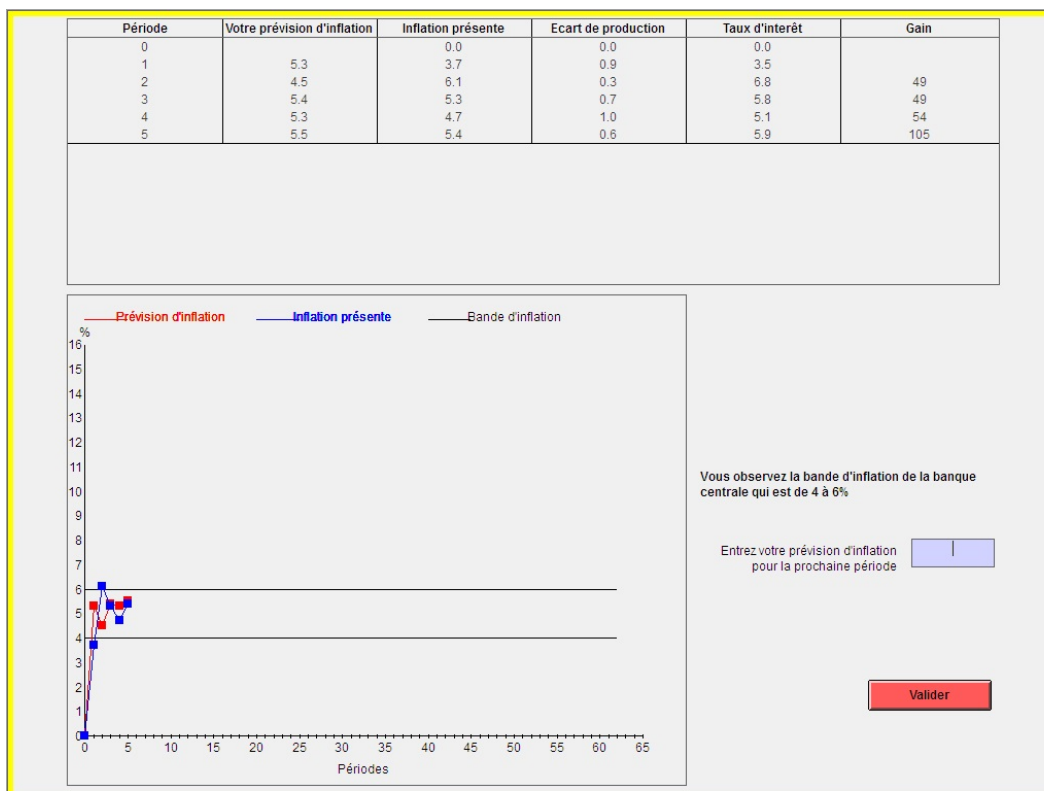 Période Votre prévision d'inflation Inflation présente Ecart de production Taux d'interêt Gain
0 0.0 0.0 0.0
1 5.3 3.7 0.9 3.5
2 4.5 6.1 0.3 6.8 49
3 5.4 5.3 0.7 5.8 49
4 5.3 4.7 1.0 5.1 54
5 5.5 5.4 0.6 5.9 105
Prévision d'inflation Inflation présente Bande d'inflation
%
16
15
14
13
12
11
10
9
8
7
6
5
4
3
2
1
0
0 5 10 15 20 25 30 35 40 45 50 55 60 65
Périodes
Vous observez la bande d'inflation de la banque
centrale qui est de 4 à 6%
Entrez votre prévision d'inflation
pour la prochaine période
Valider